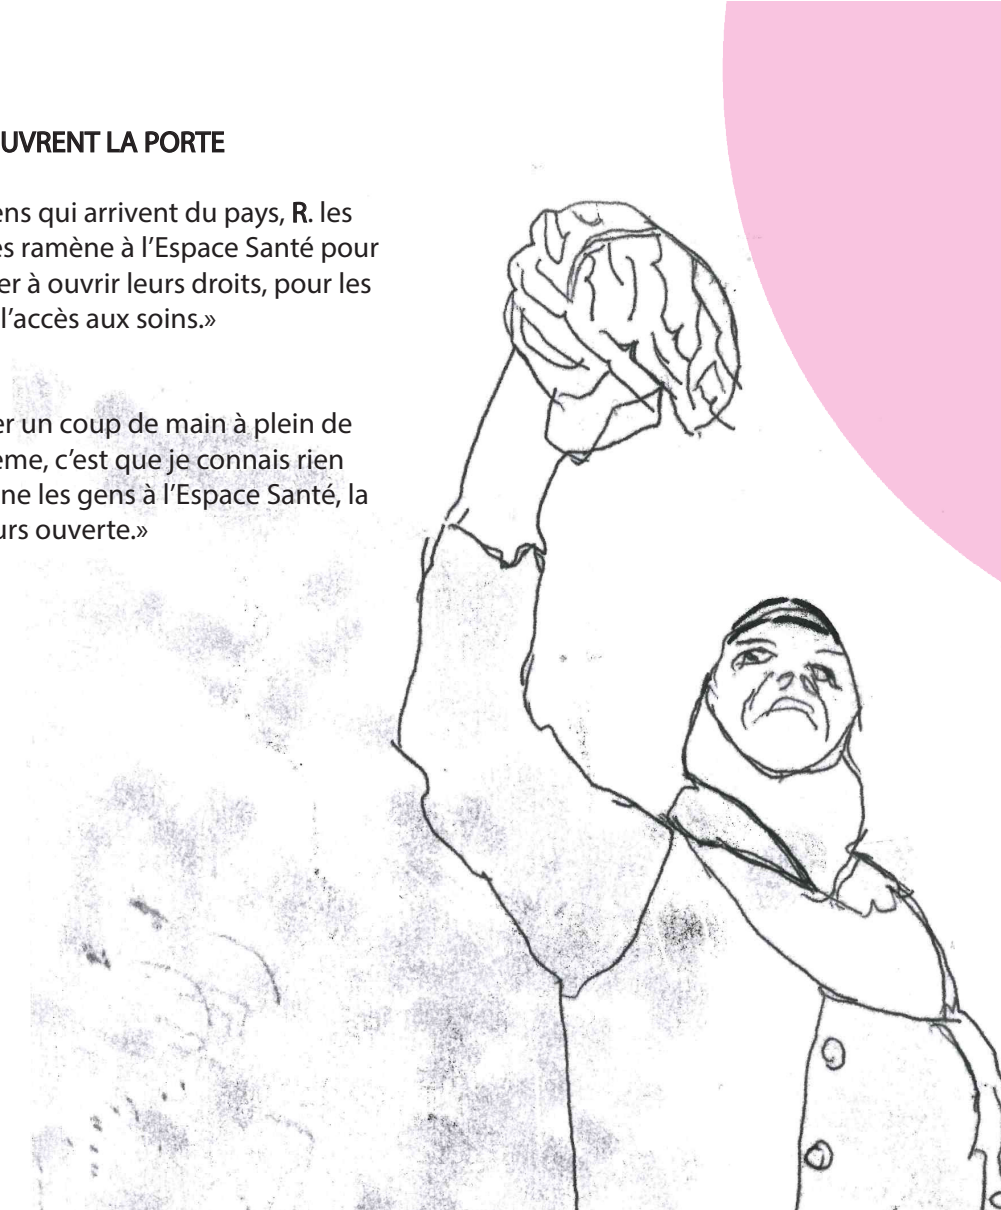 UVRENT LA PORTE
ens qui arrivent du pays, R. les
es ramène à l’Espace Santé pour
er à ouvrir leurs droits, pour les
l’accès aux soins.»
er un coup de main à plein de
ème, c’est que je connais rien
ne les gens à l’Espace Santé, la
urs ouverte.»